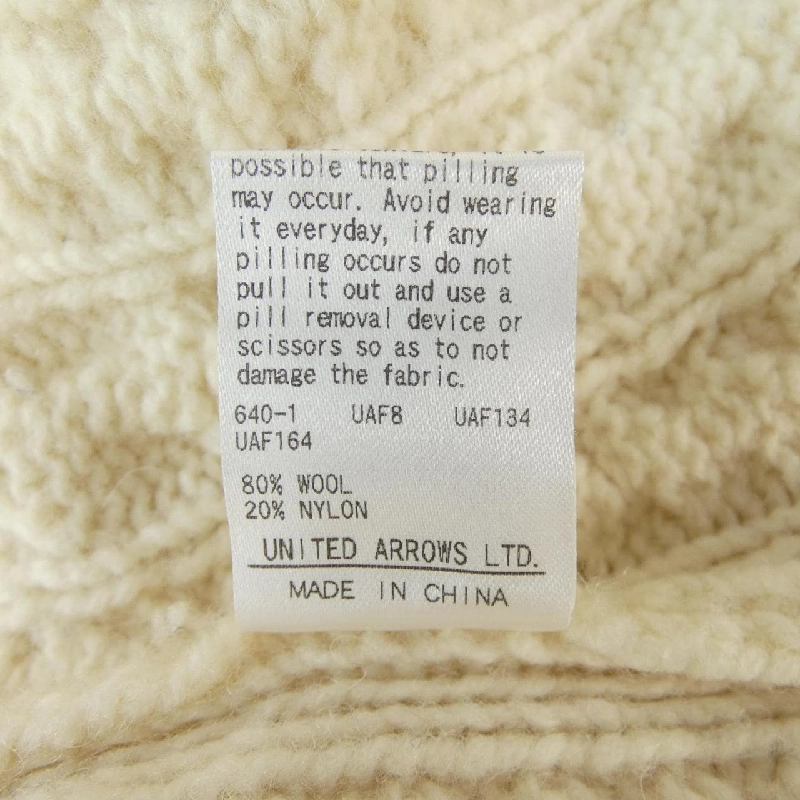 possible that pilling
may occur. Avoid wearing
it everyday, if any
pilling occurs do not
pull it out and use a
pill removal device or
scissors so as to not
damage the fabric.
640-1 UAF8 UAF134
UAF164
80% WOOL
20% NYLON
UNITED ARROWS LTD.
MADE IN CHINA